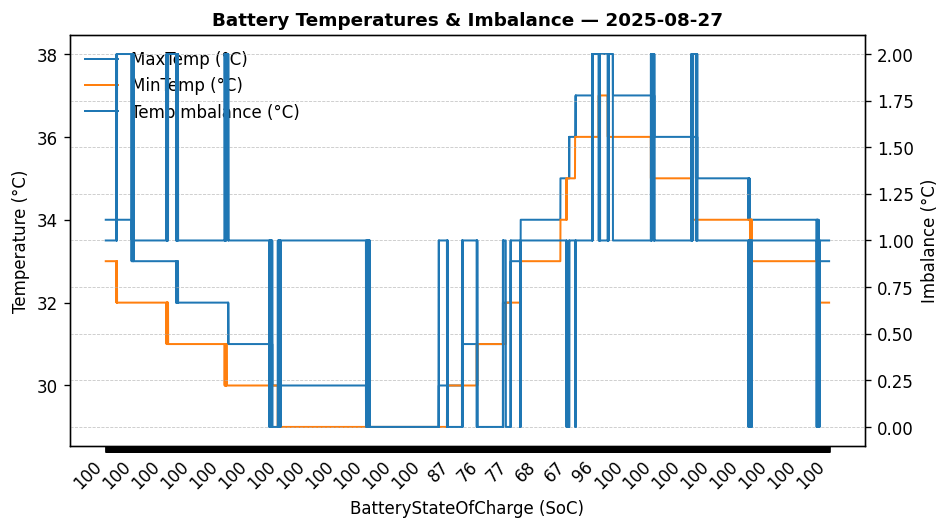 Battery Temperatures & Imbalance — 2025-08-27
MaxTemp (°C)
MinTemp (°C)
TempImbalance (°C)
38
36
34
32
30
Temperature (°C)
2.00
1.75
1.50
1.25
1.00
0.75
0.50
0.25
0.00
Imbalance (°C)
100 100 100 100 100 100 100 100 100 100 100 87 76 77 68 67 96 100 100 100 100 100 100 100 100
BatteryStateOfCharge (SoC)